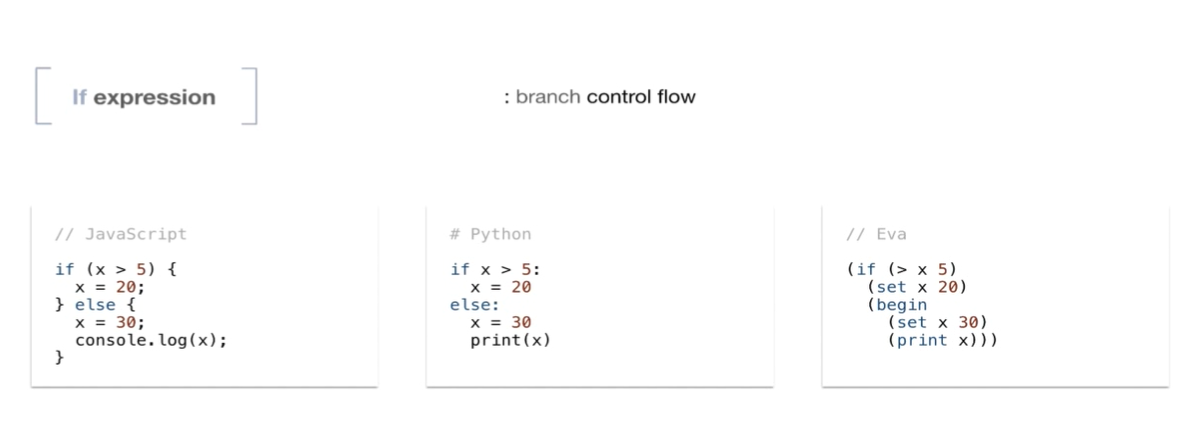 If expression
: branch control flow
// JavaScript
if (x > 5) {
  x = 20;
} else {
  x = 30;
  console.log(x);
}
# Python
if x > 5:
  x = 20
else:
  x = 30
  print(x)
// Eva
(if (> x 5)
  (set x 20)
  (begin
    (set x 30)
    (print x)))